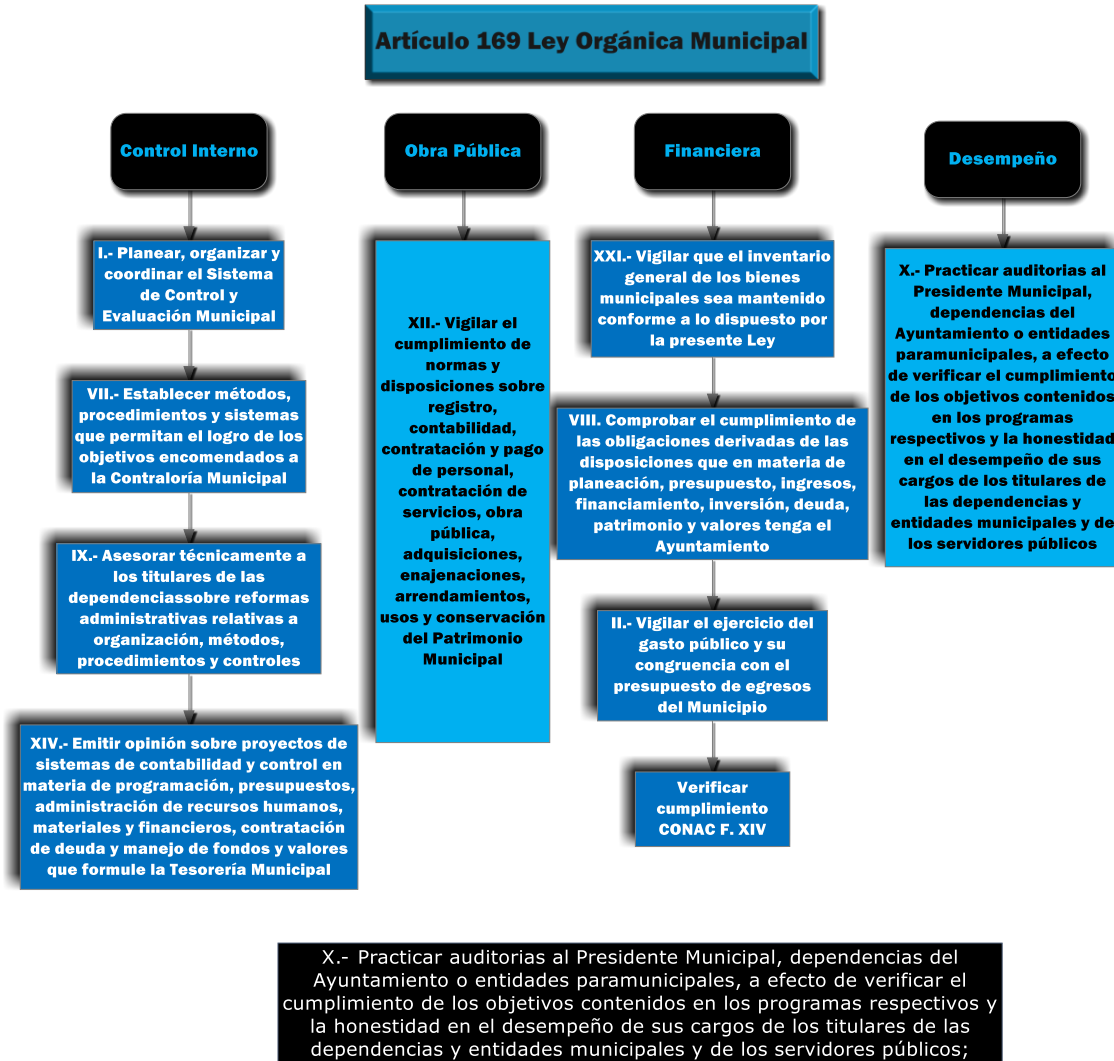 Artículo 169 Ley Orgánica Municipal
Control Interno
I.- Planear, organizar y
coordinar el Sistema
de Control y
Evaluación Municipal
VII.- Establecer métodos,
procedimientos y sistemas
que permitan el logro de los
objetivos encomendados a
la Contraloría Municipal
IX.- Asesorar técnicamente a
los titulares de las
dependenciassobre reformas
administrativas relativas a
organización, métodos,
procedimientos y controles
XIV.- Emitir opinión sobre proyectos de
sistemas de contabilidad y control en
materia de programación, presupuestos,
administración de recursos humanos,
materiales y financieros, contratación
de deuda y manejo de fondos y valores
que formule la Tesorería Municipal
Obra Pública
XII.- Vigilar el
cumplimiento de
normas y
disposiciones sobre
registro,
contabilidad,
contratación y pago
de personal,
contratación de
servicios, obra
pública,
adquisiciones,
enajenaciones,
arrendamientos,
usos y conservación
del Patrimonio
Municipal
Financiera
XXI.- Vigilar que el inventario
general de los bienes
municipales sea mantenido
conforme a lo dispuesto por
la presente Ley
VIII. Comprobar el cumplimiento de
las obligaciones derivadas de las
disposiciones que en materia de
planeación, presupuesto, ingresos,
financiamiento, inversión, deuda,
patrimonio y valores tenga el
Ayuntamiento
II.- Vigilar el ejercicio del
gasto público y su
congruencia con el
presupuesto de egresos
del Municipio
Verificar
cumplimiento
CONAC F. XIV
Desempeño
X.- Practicar auditorias al
Presidente Municipal,
dependencias del
Ayuntamiento o entidades
paramunicipales, a efecto
de verificar el cumplimiento
de los objetivos contenidos
en los programas
respectivos y la honestidad
en el desempeño de sus
cargos de los titulares de
las dependencias y
entidades municipales y de
los servidores públicos
X.- Practicar auditorias al Presidente Municipal, dependencias del
Ayuntamiento o entidades paramunicipales, a efecto de verificar el
cumplimiento de los objetivos contenidos en los programas respectivos y
la honestidad en el desempeño de sus cargos de los titulares de las
dependencias y entidades municipales y de los servidores públicos;